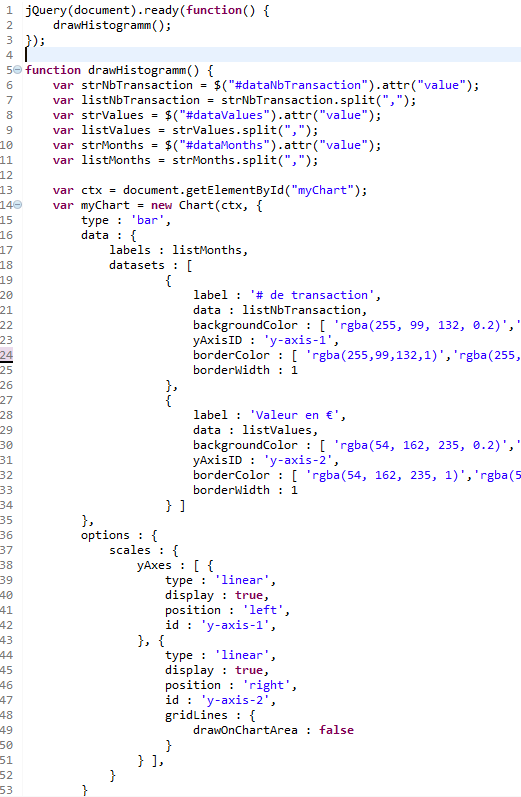 1 jQuery(document).ready(function() {
2 drawHistogramm();
3 });
4
5 function drawHistogramm() {
6 var strNbTransaction = $("#dataNbTransaction").attr("value");
7 var listNbTransaction = strNbTransaction.split(",");
8 var strValues = $("#dataValues").attr("value");
9 var listValues = strValues.split(",");
10 var strMonths = $("#dataMonths").attr("value");
11 var listMonths = strMonths.split(",");
12
13 var ctx = document.getElementById("myChart");
14 var myChart = new Chart(ctx, {
15 type : 'bar',
16 data : {
17 labels : listMonths,
18 datasets : [
19 {
20 label : '# de transaction',
21 data : listNbTransaction,
22 backgroundColor : [ 'rgba(255, 99, 132, 0.2)','
23 yAxisID : 'y-axis-1',
24 borderColor : [ 'rgba(255,99,132,1)','rgba(255,
25 borderWidth : 1
26 },
27 {
28 label : 'Valeur en €',
29 data : listValues,
30 backgroundColor : [ 'rgba(54, 162, 235, 0.2)','
31 yAxisID : 'y-axis-2',
32 borderColor : [ 'rgba(54, 162, 235, 1)','rgba(5
33 borderWidth : 1
34 } ]
35 },
36 options : {
37 scales : {
38 yAxes : [ {
39 type : 'linear',
40 display : true,
41 position : 'left',
42 id : 'y-axis-1',
43 }, {
44 type : 'linear',
45 display : true,
46 position : 'right',
47 id : 'y-axis-2',
48 gridLines : {
49 drawOnChartArea : false
50 }
51 } ],
52 }
53 }